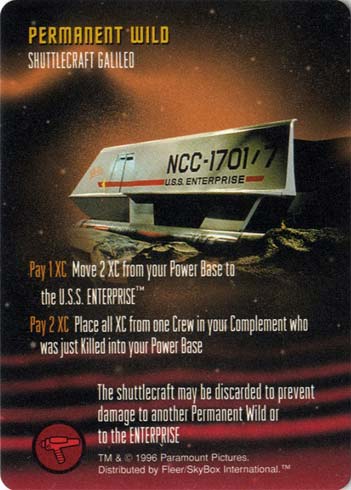 PERMANENT WILD
SHUTTLECRAFT GALILEO
NCC-1701/7
U.S.S. ENTERPRISE
Pay 1 XC Move 2 XC from your Power Base to
the U.S.S. ENTERPRISE™
Pay 2 XC Place all XC from one Crew in your Complement who
was just Killed into your Power Base
The shuttlecraft may be discarded to prevent
damage to another Permanent Wild or
to the ENTERPRISE
TM & © 1996 Paramount Pictures.
Distributed by Fleer/SkyBox International.™